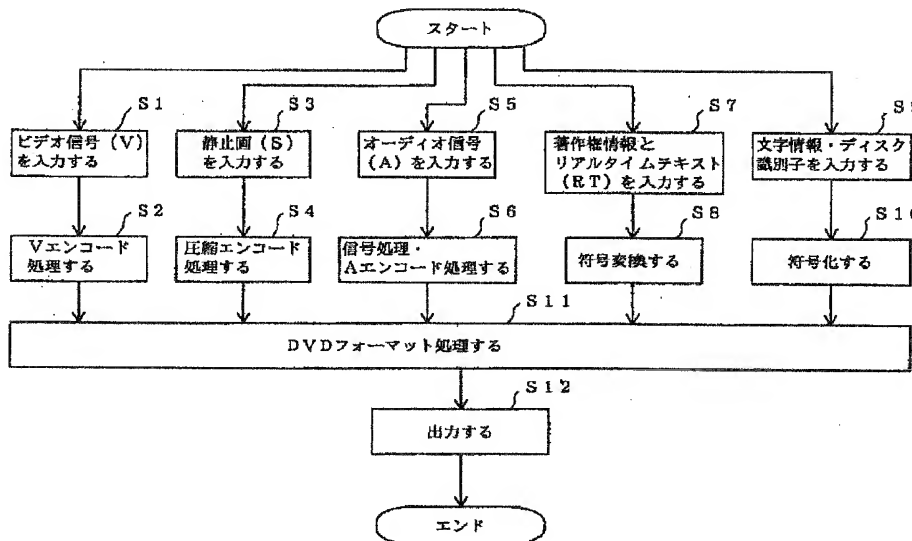 スタート
S1
S3
S5
S7
S9
ビデオ信号(V)
を入力する
静止画(S)
を入力する
オーディオ信号
(A)を入力する
著作権情報と
リアルタイムテキスト
(RT)を入力する
文字情報・ディスク
識別子を入力する
S2
S4
S6
S8
S10
Vエンコード
処理する
圧縮エンコード
処理する
信号処理・
Aエンコード処理する
符号変換する
符号化する
S11
DVDフォーマット処理する
S12
出力する
エンド